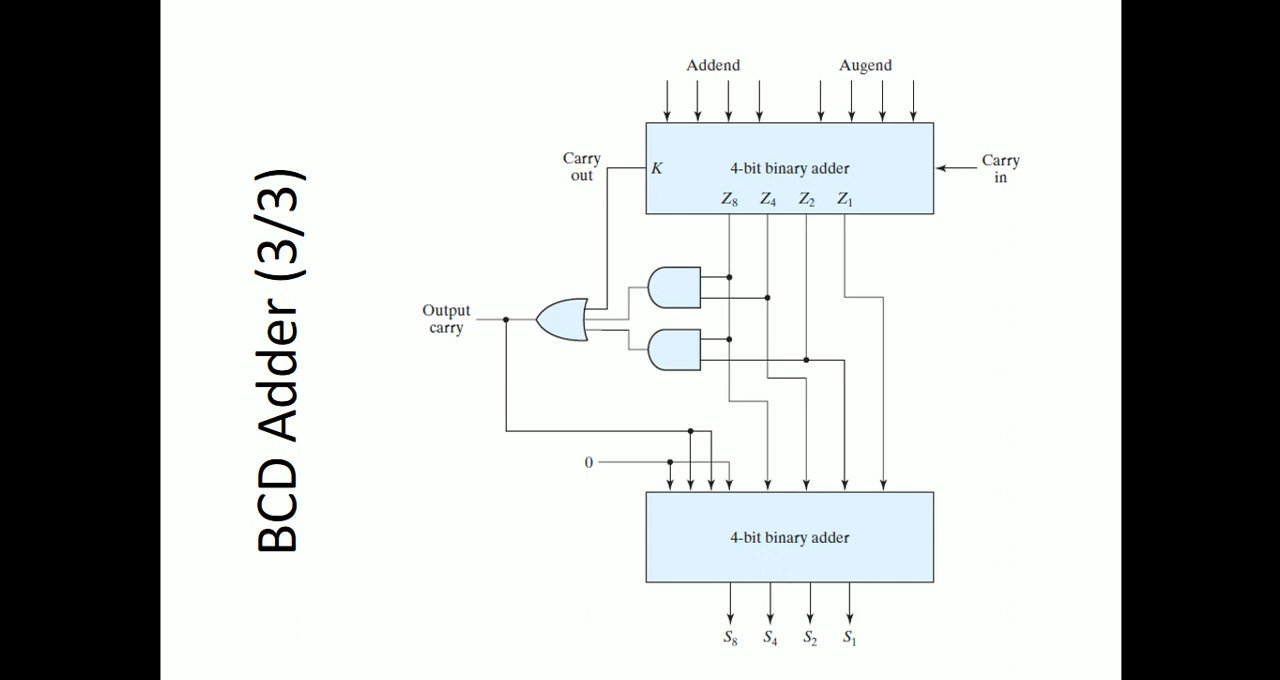 BCD Adder (3/3)
Addend
Augend
Carry
out
K
4-bit binary adder
Carry
in
Z8 Z4 Z2 Z1
Output
carry
0
4-bit binary adder
S8 S4 S2 S1